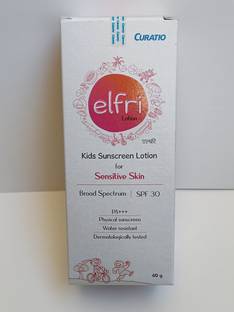 CURATIO
elfri
Lotion
Kids Sunscreen Lotion
for
Sensitive Skin
Broad Spectrum | SPF 30
PA+++
Physical sunscreen
Water resistant
Dermatologically tested
60 g